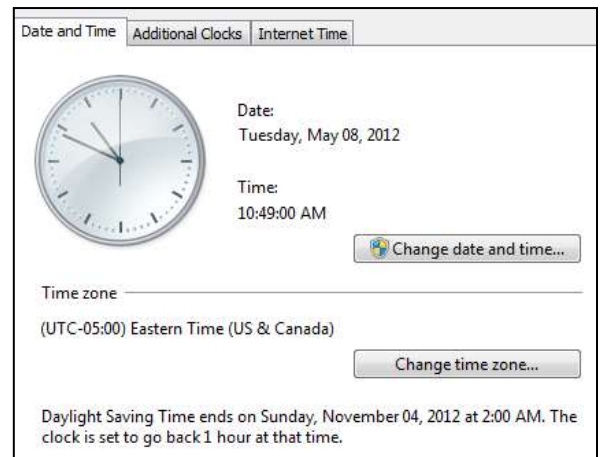 Date and Time Additional Clocks Internet Time
Date:
Tuesday, May 08, 2012
Time:
10:49:00 AM
Change date and time...
Time zone
(UTC-05:00) Eastern Time (US & Canada)
Change time zone...
Daylight Saving Time ends on Sunday, November 04, 2012 at 2:00 AM. The
clock is set to go back 1 hour at that time.